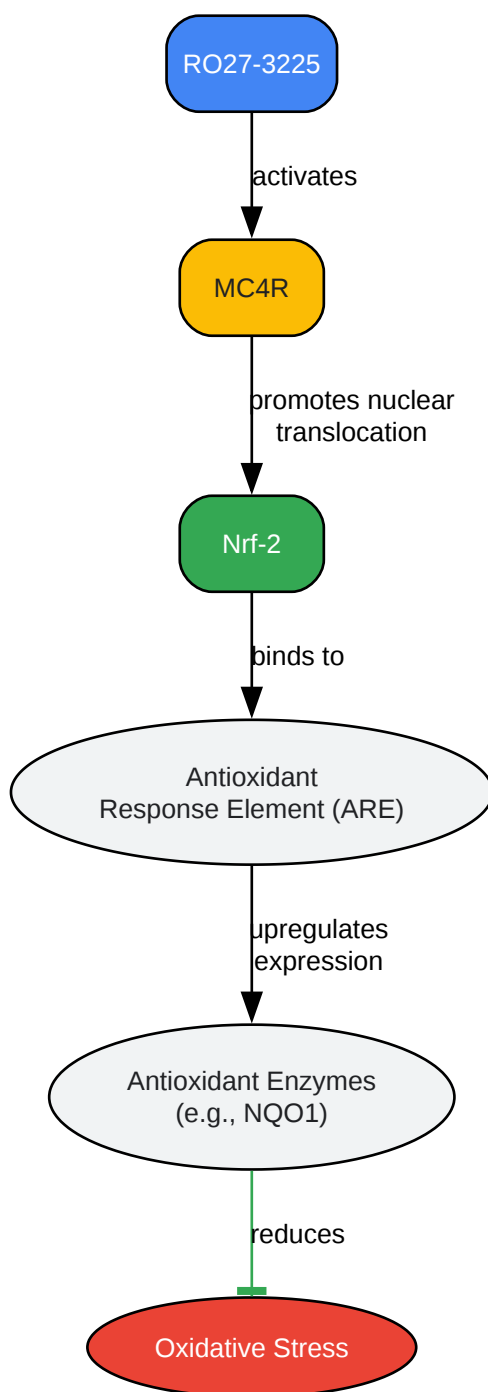 RO27-3225
activates
MC4R
promotes nuclear
translocation
Nrf-2
binds to
Antioxidant
Response Element (ARE)
upregulates
expression
Antioxidant Enzymes
(e.g., NQO1)
reduces
Oxidative Stress